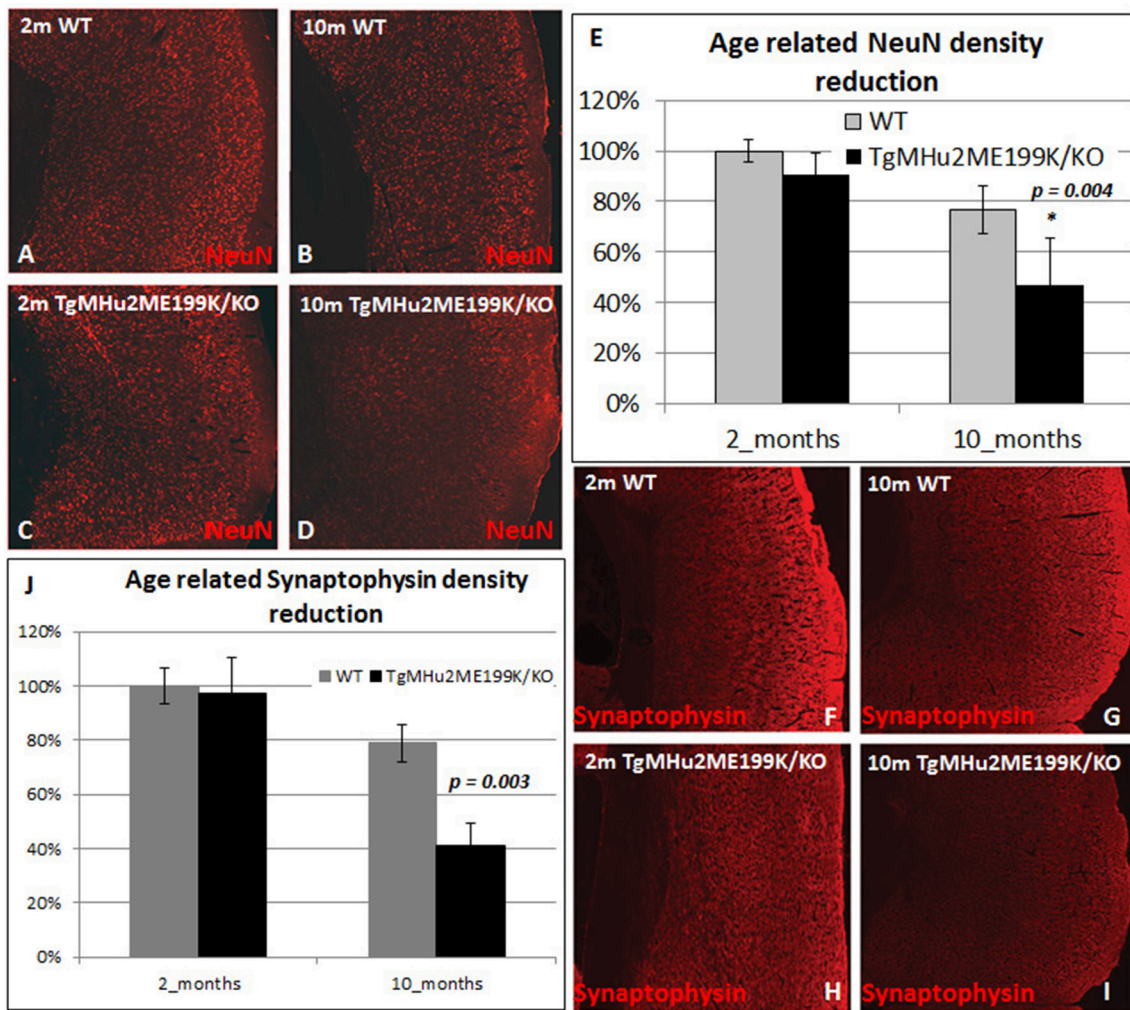 2m WT
A
NeuN
10m WT
B
NeuN
2m TgMHu2ME199K/KO
C
NeuN
10m TgMHu2ME199K/KO
D
NeuN
E
Age related NeuN density
reduction
120%
100%
80%
60%
40%
20%
0%
WT
TgMHu2ME199K/KO
p = 0.004
*
2_months
10_months
2m WT
Synaptophysin
F
10m WT
Synaptophysin
G
2m TgMHu2ME199K/KO
Synaptophysin
H
10m TgMHu2ME199K/KO
Synaptophysin
I
J
Age related Synaptophysin density
reduction
120%
100%
80%
60%
40%
20%
0%
WT TgMHu2ME199K/KO
p = 0.003
2_months
10_months